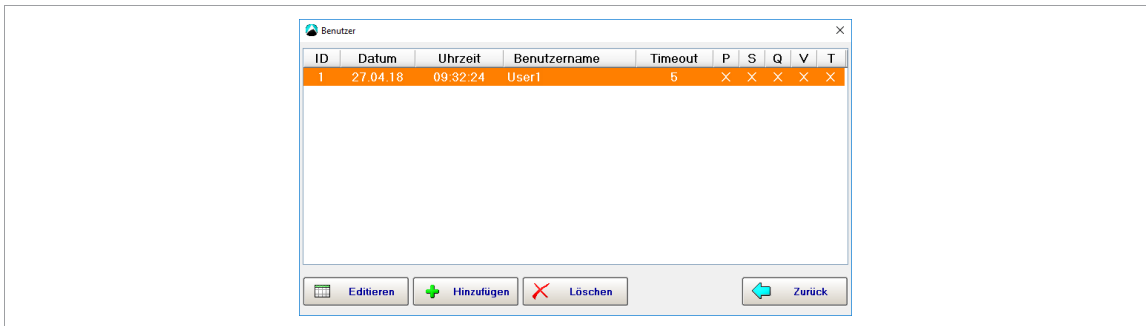 Benutzer
ID Datum Uhrzeit Benutzername Timeout P S Q V T
1 27.04.18 09:32:24 User1 5 X X X X X
Editieren Hinzufügen Löschen Zurück